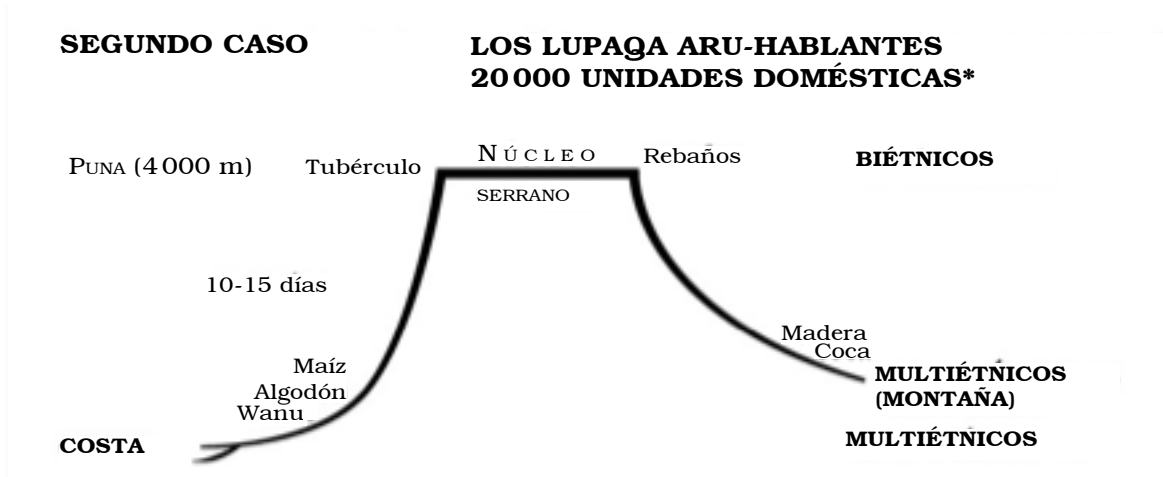 SEGUNDO CASO
LOS LUPAQA ARU-HABLANTES
20 000 UNIDADES DOMÉSTICAS*
PUNA (4 000 m)
Tubérculo
NÚCLEO
SERRANO
Rebaños
BIÉTNICOS
10-15 días
Madera
Coca
Maíz
Algodón
Wanu
MULTIÉTNICOS
(MONTAÑA)
COSTA
MULTIÉTNICOS